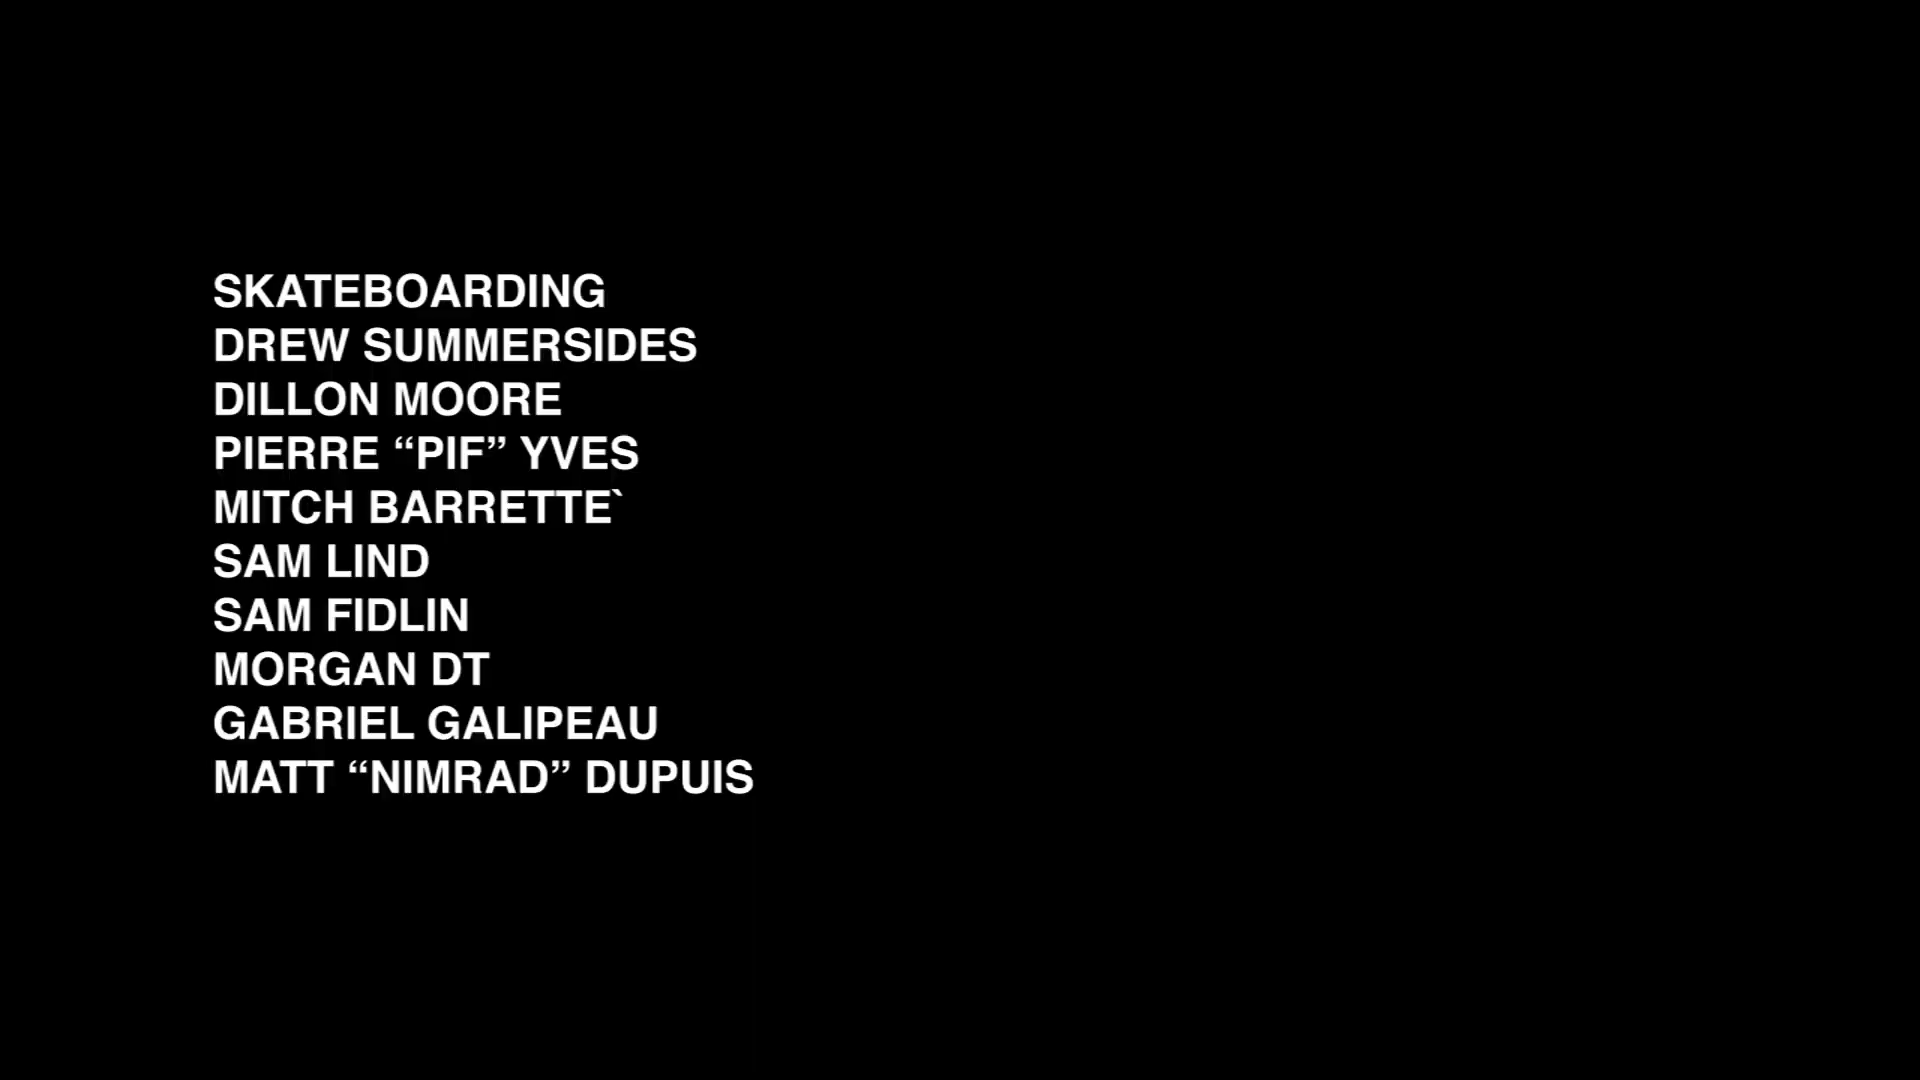 SKATEBOARDING
DREW SUMMERSIDES
DILLON MOORE
PIERRE “PIF” YVES
MITCH BARRETTE`
SAM LIND
SAM FIDLIN
MORGAN DT
GABRIEL GALIPEAU
MATT “NIMRAD” DUPUIS